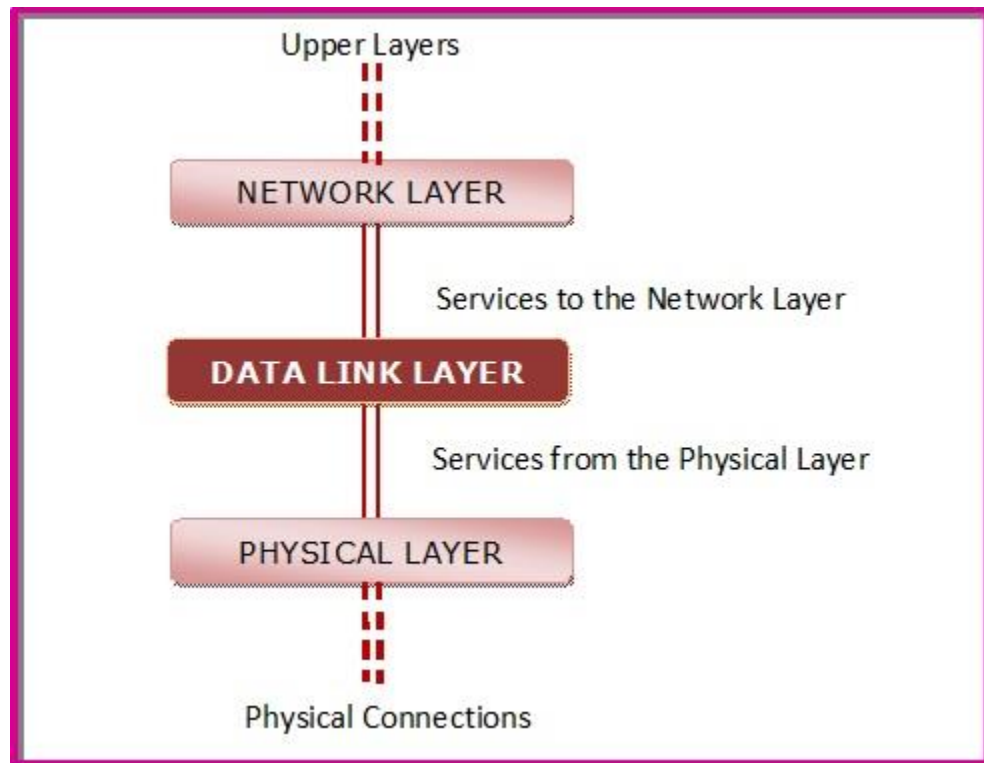 Upper Layers
NETWORK LAYER
Services to the Network Layer
DATA LINK LAYER
Services from the Physical Layer
PHYSICAL LAYER
Physical Connections